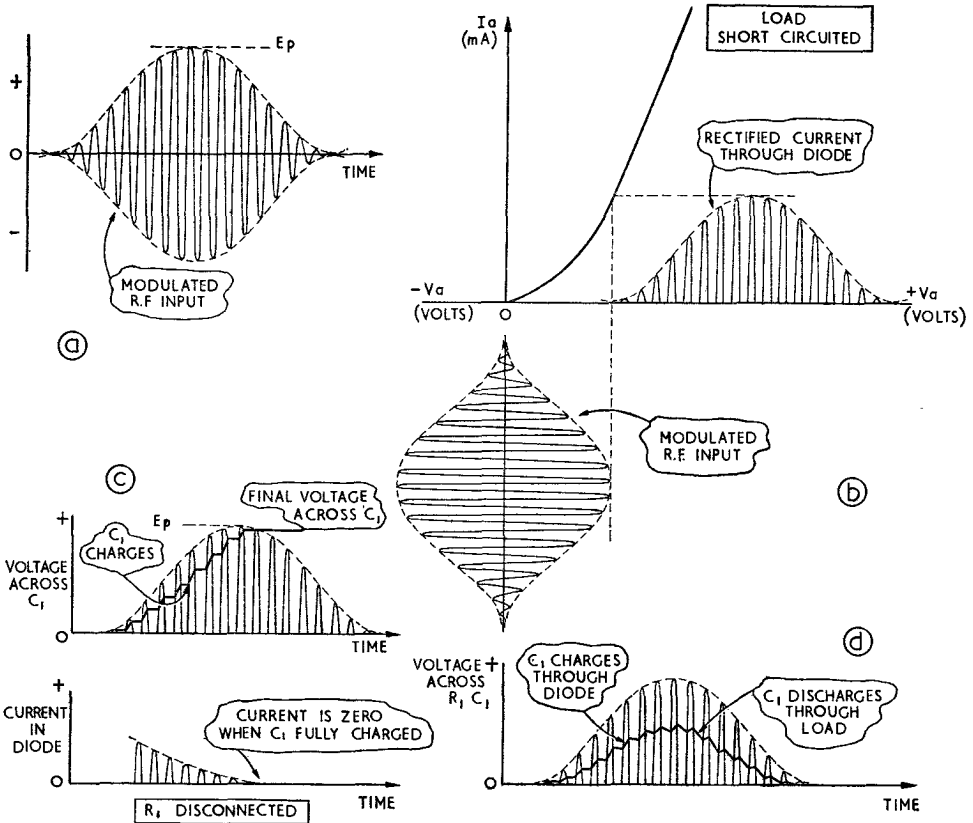 +
O
-
Ep
TIME
MODULATED
R.F INPUT
a
Ia
(mA)
LOAD
SHORT CIRCUITED
RECTIFIED CURRENT
THROUGH DIODE
-Va
(VOLTS)
O
+Va
(VOLTS)
MODULATED
R.F INPUT
b
c
+
Ep
FINAL VOLTAGE
ACROSS C₁
C₁
CHARGES
VOLTAGE
ACROSS
C₁
O
TIME
+
CURRENT
IN
DIODE
O
CURRENT IS ZERO
WHEN C₁ FULLY CHARGED
TIME
R₁ DISCONNECTED
d
VOLTAGE +
ACROSS
R₁ C₁
C₁ CHARGES
THROUGH
DIODE
C₁ DISCHARGES
THROUGH
LOAD
O
TIME